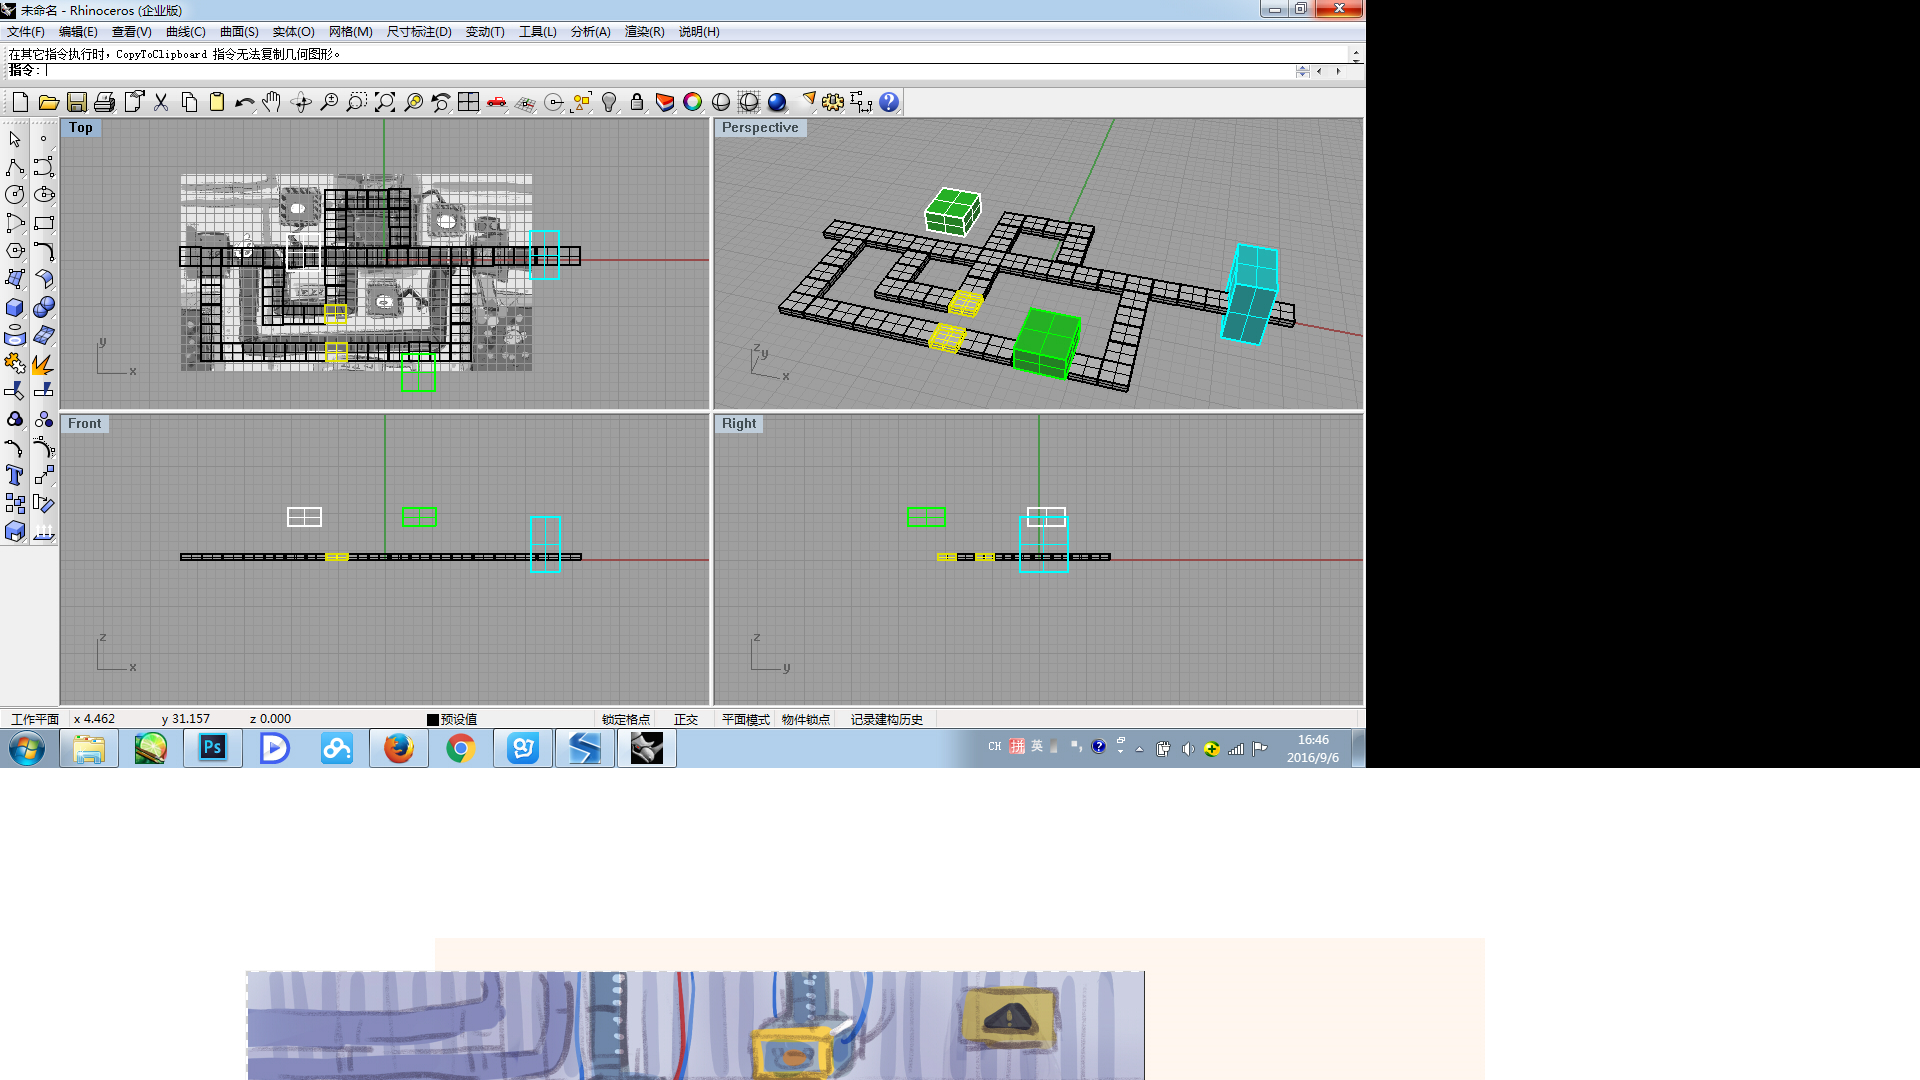 未命名 - Rhinoceros (企业版)
文件(F) 编辑(E) 查看(V) 曲线(C) 曲面(S) 实体(O) 网格(M) 尺寸标注(D) 变动(T) 工具(L) 分析(A) 渲染(R) 说明(H)
在其它指令执行时，CopyToClipboard 指令无法复制几何图形。
指令:
Top
y
x
Perspective
z
y
x
Front
z
x
Right
z
y
工作平面 x 4.462 y 31.157 z 0.000 预设值 锁定格点 正交 平面模式 物件锁点 记录建构历史
Ps
CH 拼 英
16:46
2016/9/6